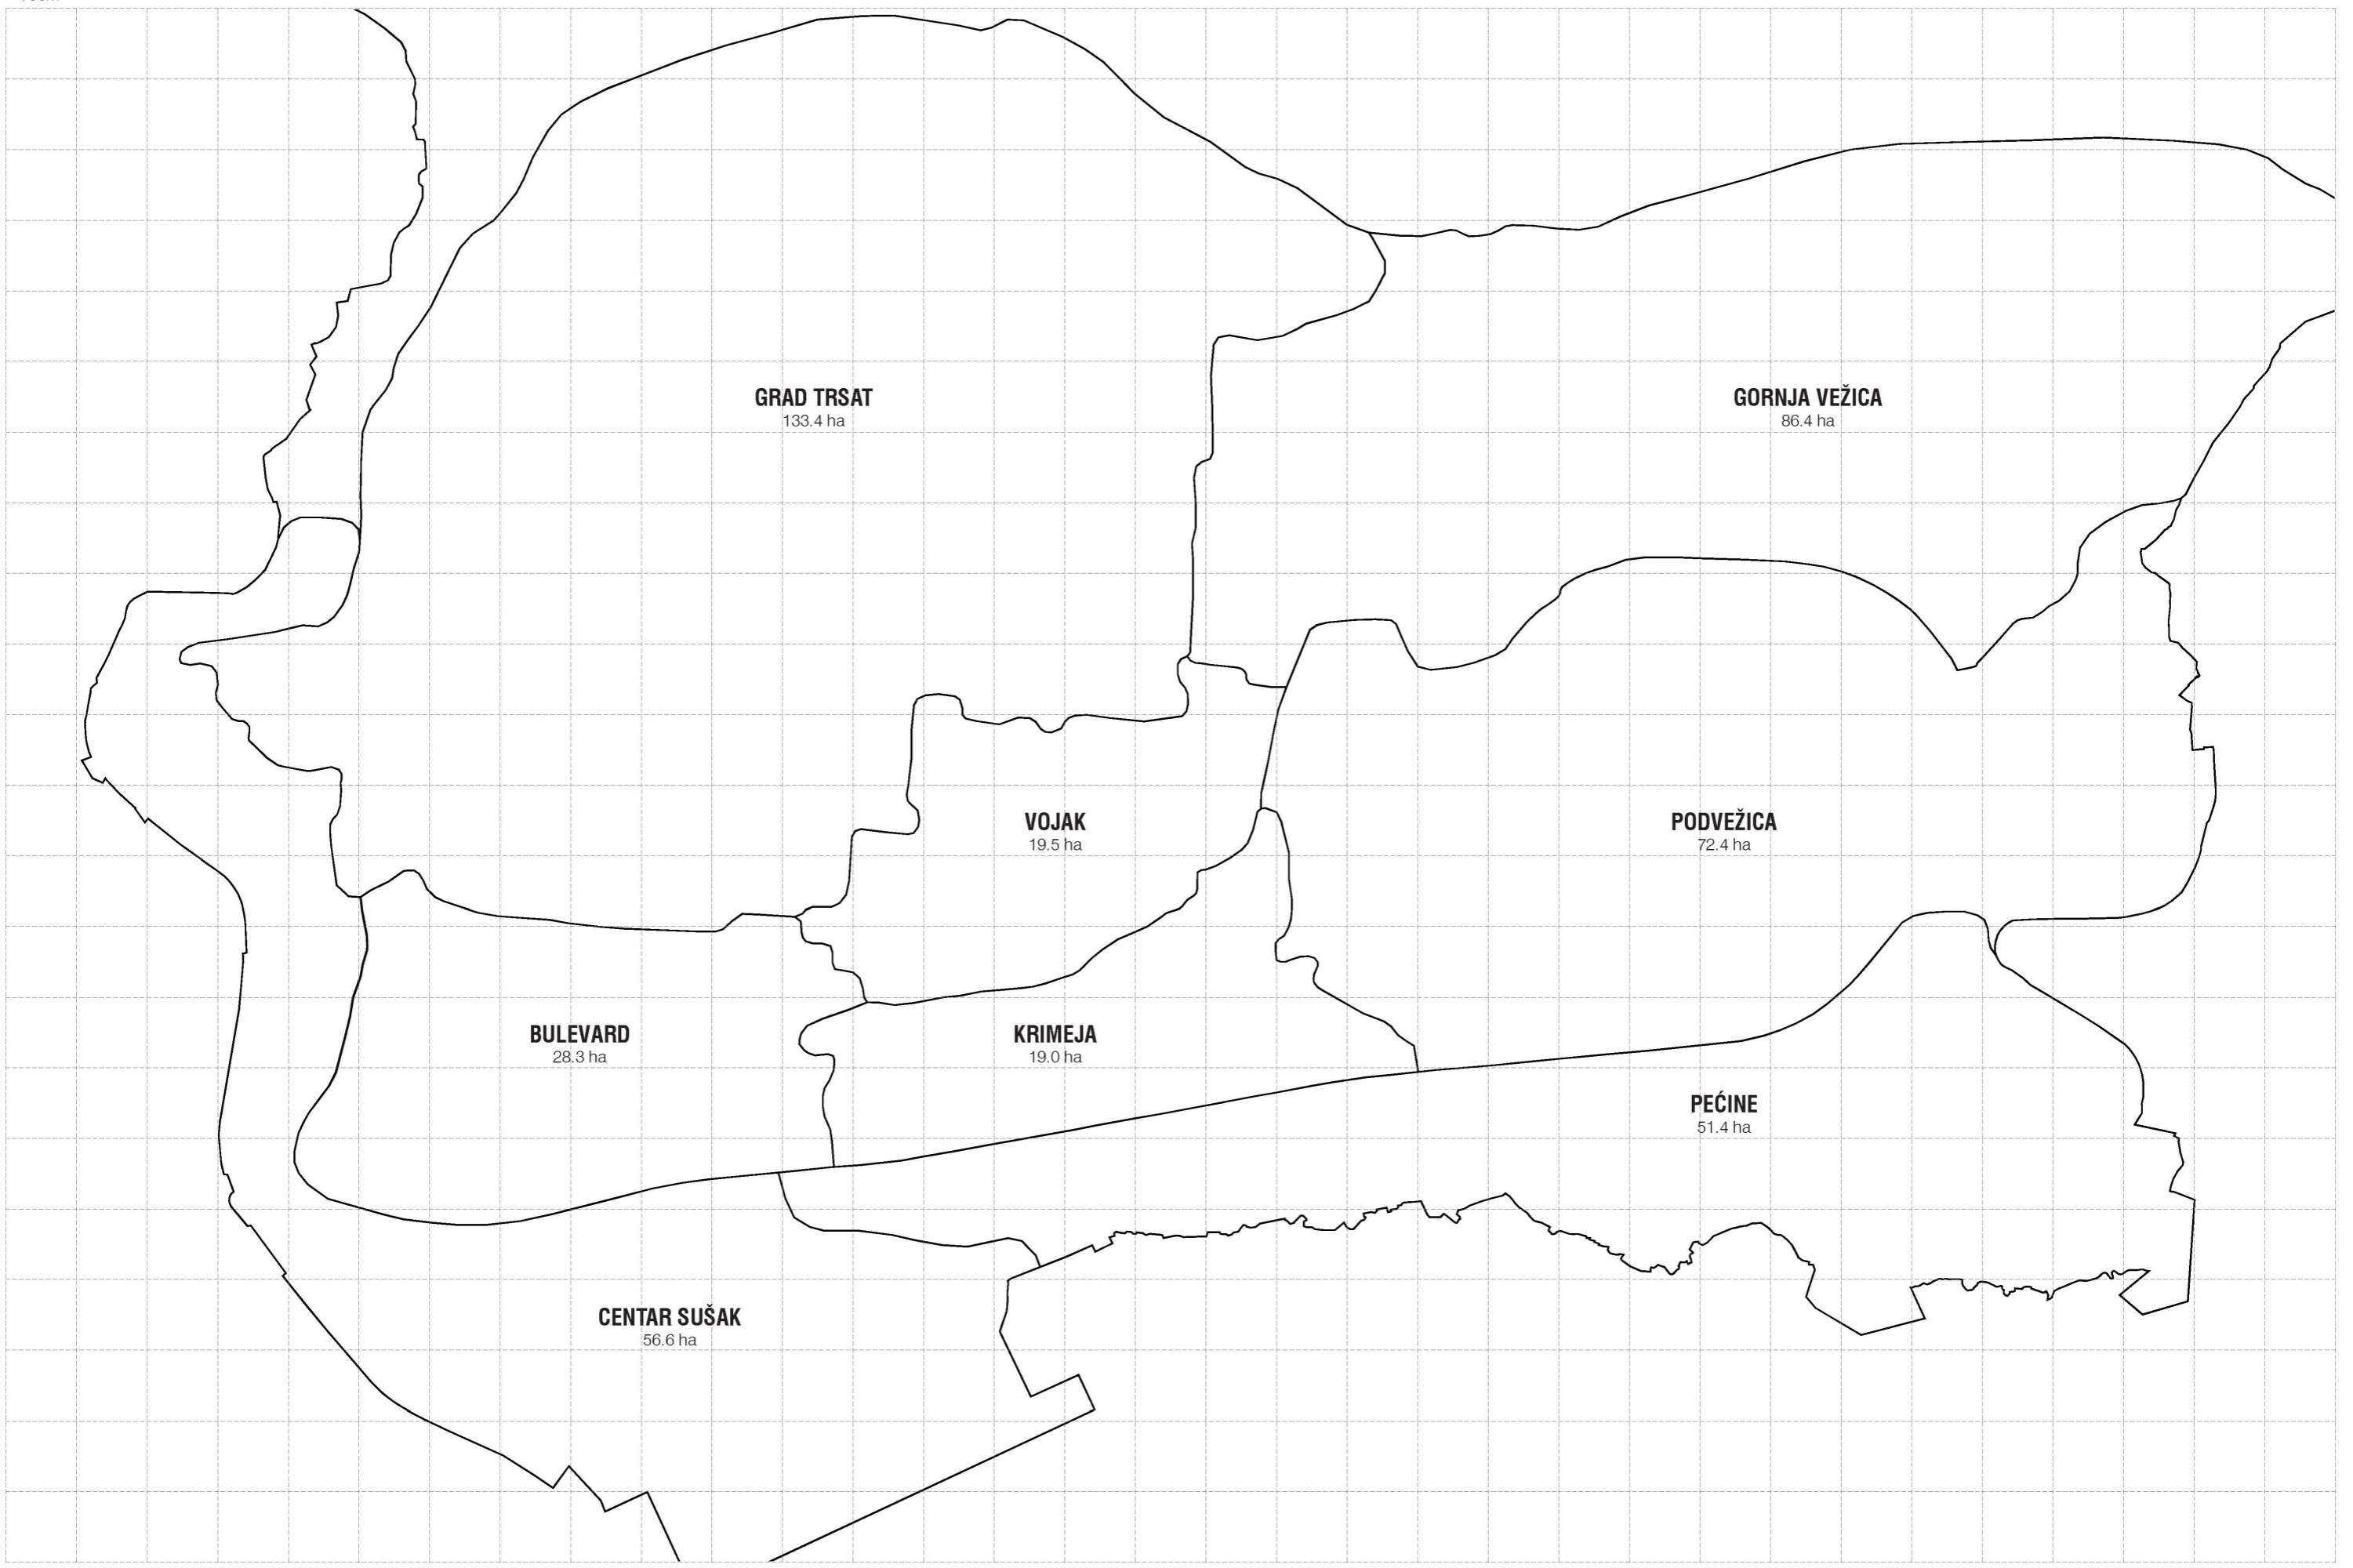 GRAD TRSAT
133.4 ha
GORNJA VEŽICA
86.4 ha
VOJAK
19.5 ha
PODVEŽICA
72.4 ha
BULEVARD
28.3 ha
KRIMEJA
19.0 ha
PEĆINE
51.4 ha
CENTAR SUŠAK
56.6 ha